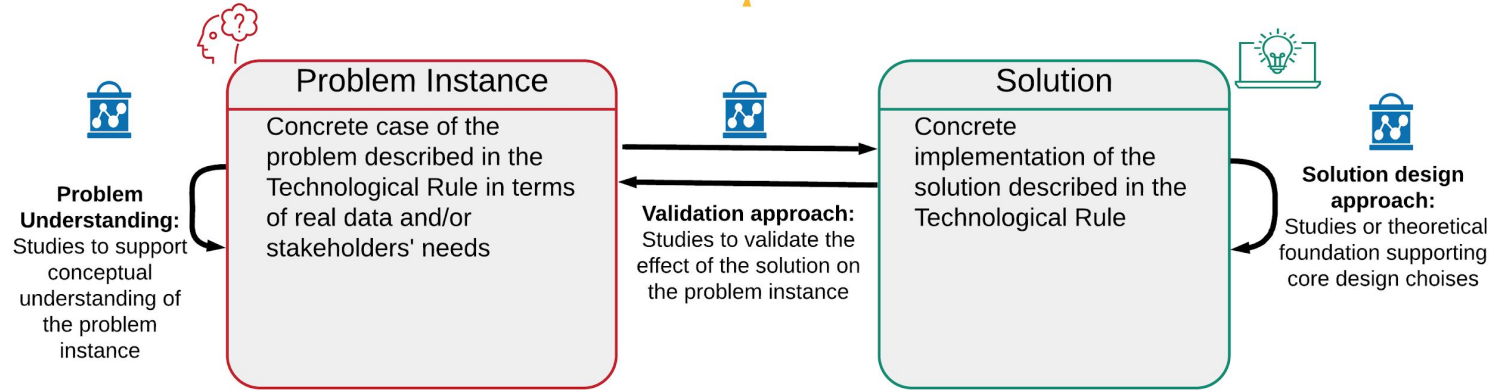 ?
Problem Instance
Concrete case of the
problem described in the
Technological Rule in terms
of real data and/or
stakeholders' needs
Problem
Understanding:
Studies to support
conceptual
understanding of
the problem
instance
Validation approach:
Studies to validate the
effect of the solution on
the problem instance
Solution
Concrete
implementation of the
solution described in the
Technological Rule
Solution design
approach:
Studies or theoretical
foundation supporting
core design choises